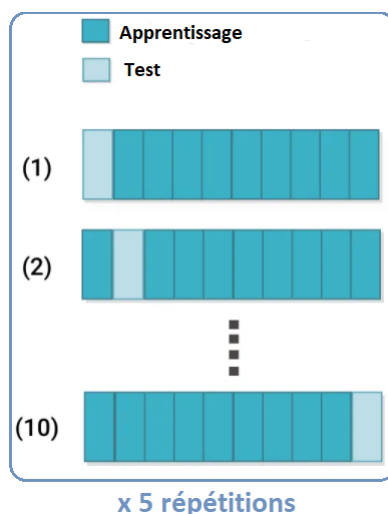 Apprentissage
Test
(1)
(2)
(10)
x 5 répétitions